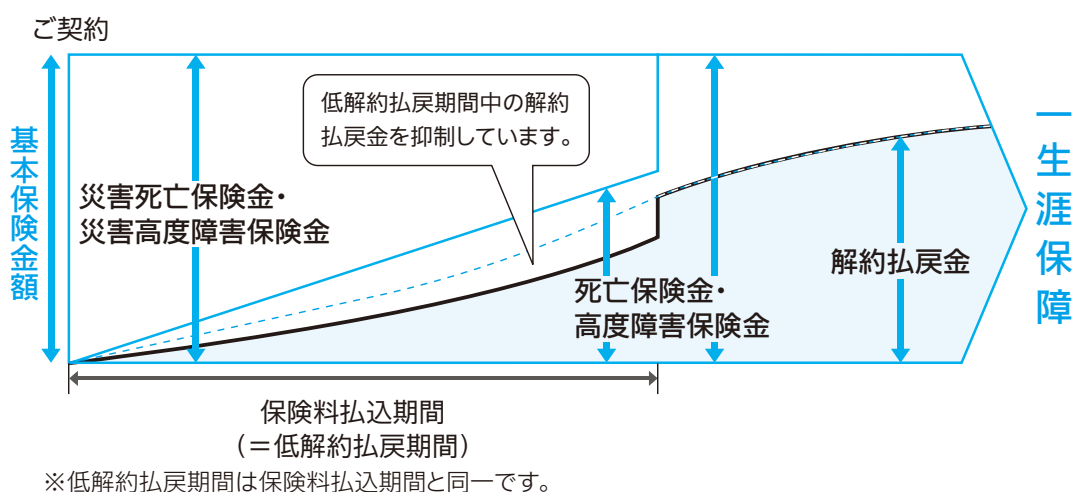 ご契約
基本保険金額
災害死亡保険金・
災害高度障害保険金
低解約払戻期間中の解約
払戻金を抑制しています。
死亡保険金・
高度障害保険金
解約払戻金
一生涯保障
保険料払込期間
(＝低解約払戻期間)
※低解約払戻期間は保険料払込期間と同一です。